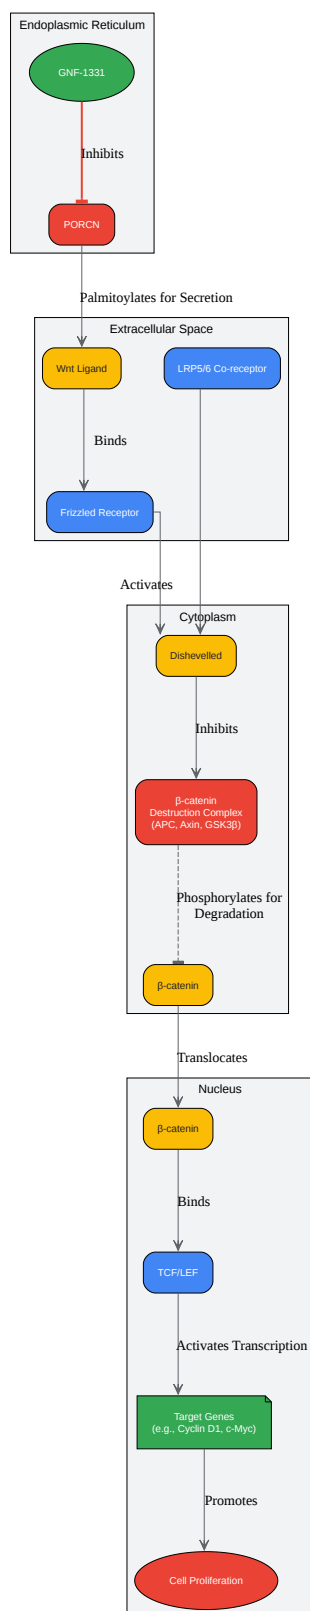 Endoplasmic Reticulum
GNF-1331
Inhibits
PORCN
Palmitoylates for Secretion
Extracellular Space
Wnt Ligand
LRP5/6 Co-receptor
Binds
Frizzled Receptor
Activates
Cytoplasm
Dishevelled
Inhibits
β-catenin
Destruction Complex
(APC, Axin, GSK3β)
Phosphorylates for
Degradation
β-catenin
Translocates
Nucleus
β-catenin
Binds
TCF/LEF
Activates Transcription
Target Genes
(e.g., Cyclin D1, c-Myc)
Promotes
Cell Proliferation